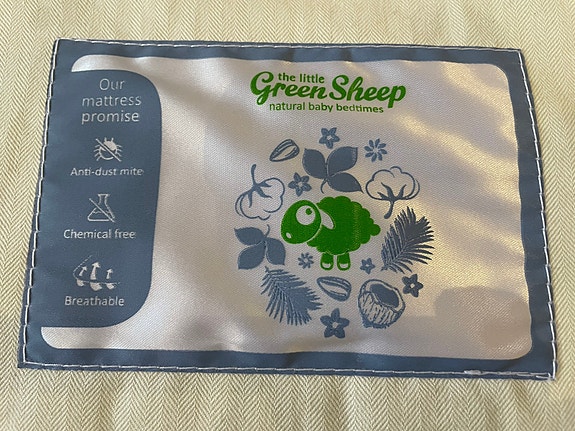 Our
mattress
promise
Anti-dust mite
Chemical free
Breathable
the little
Green Sheep
natural baby bedtimes